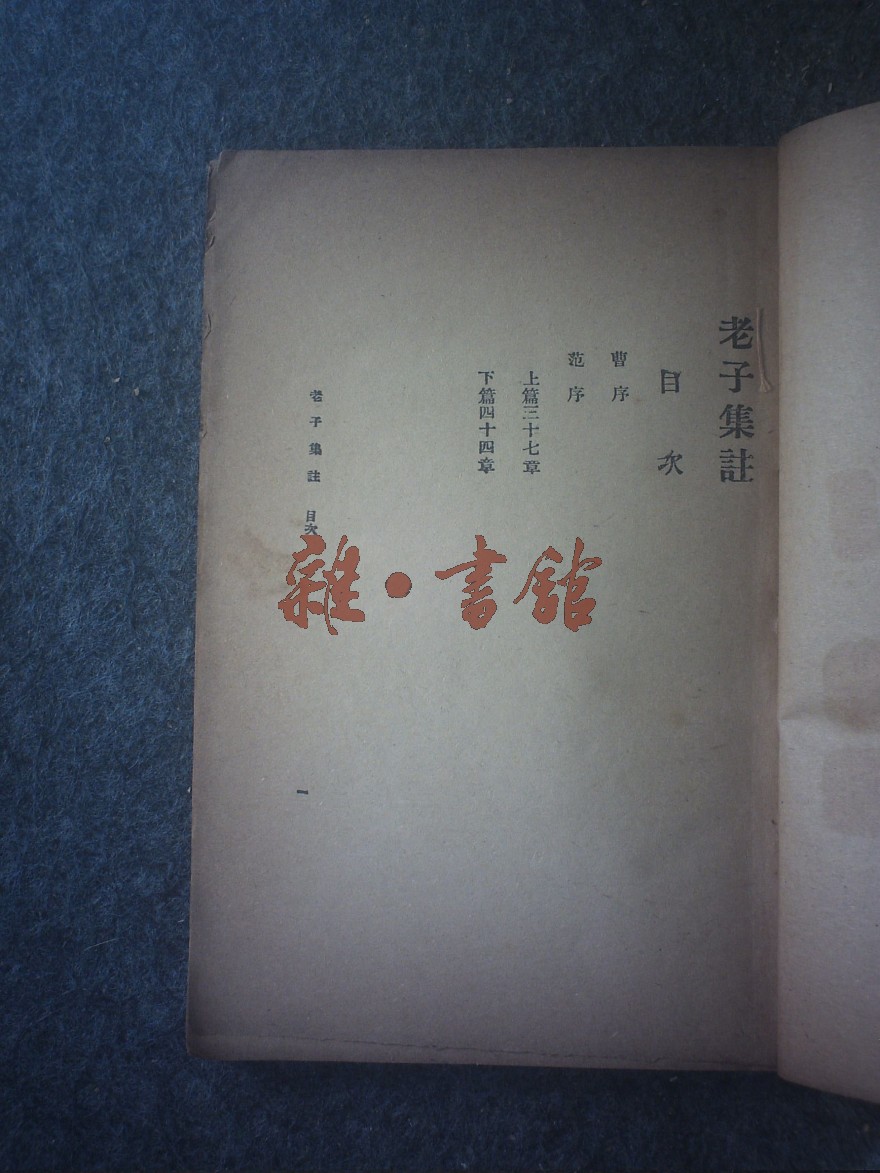 老子集註
目次
曹序
范序
上篇三十七章
下篇四十四章
老子集註 目次
一
雜·書館